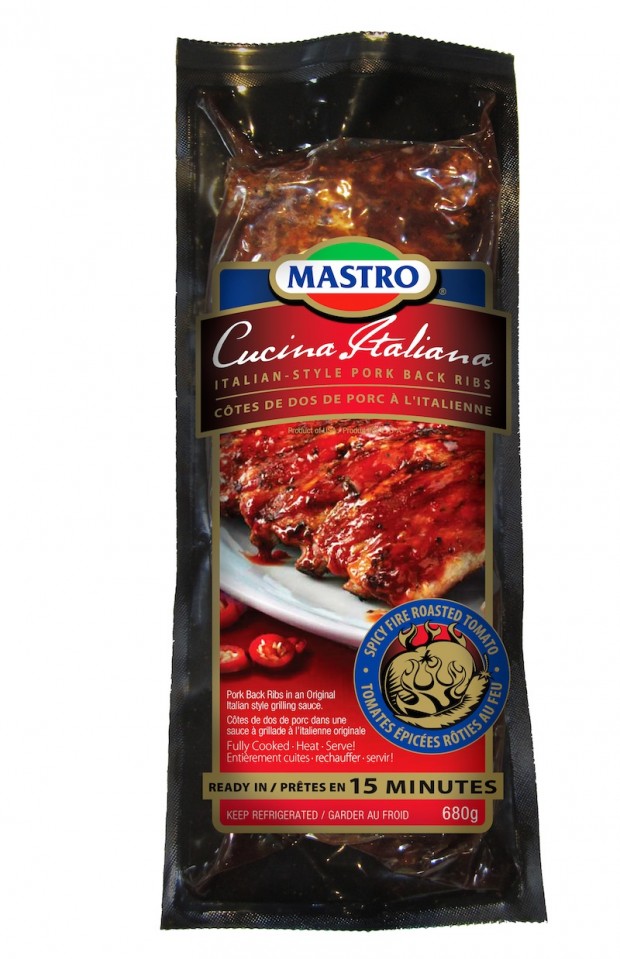 MASTRO
®
Cucina Italiana
ITALIAN-STYLE PORK BACK RIBS
CÔTES DE DOS DE PORC À L'ITALIENNE
Product of
SPICY FIRE ROASTED TOMATO
TOMATES ÉPICÉES RÔTIES AU FEU
Pork Back Ribs in an Original
Italian style grilling sauce.
Côtes de dos de porc dans une
sauce à grillade à l'Italienne originale
Fully Cooked · Heat · Serve!
Entièrement cuites · rechauffer · servir!
READY IN / PRÊTES EN 15 MINUTES
KEEP REFRIGERATED / GARDER AU FROID 680g